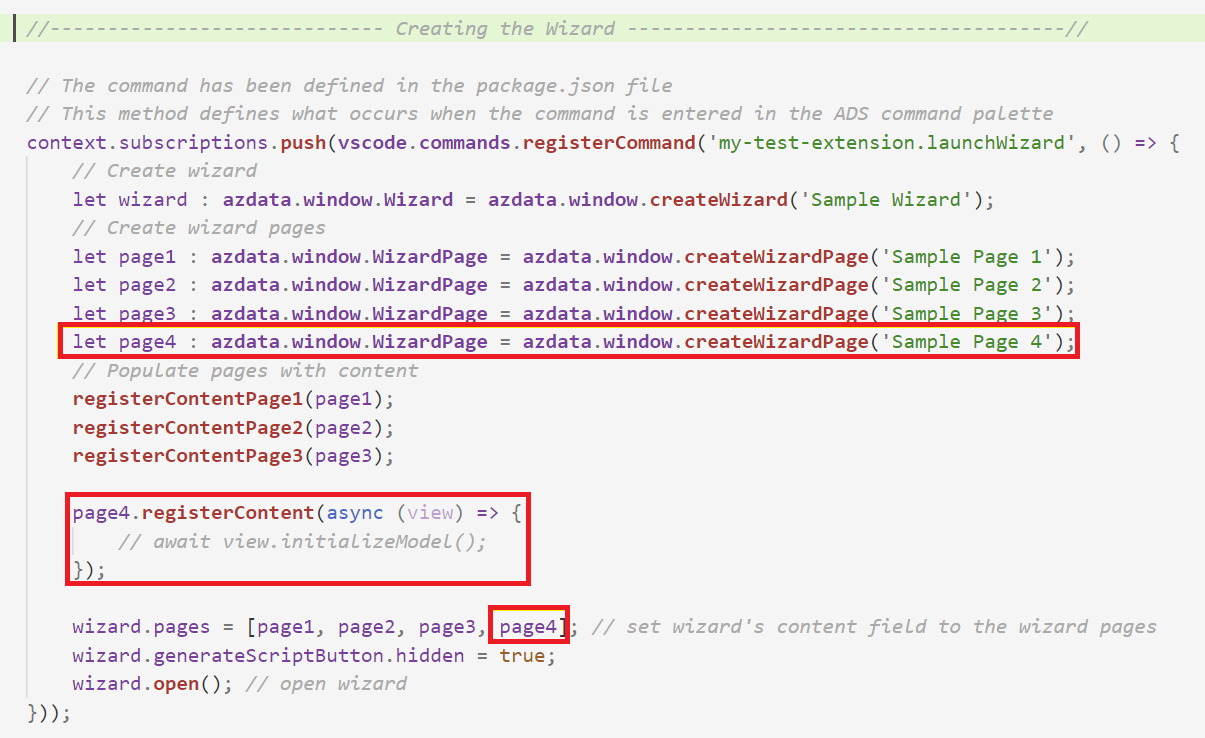 //----------------------------- Creating the Wizard --------------------------------------//
// The command has been defined in the package.json file
// This method defines what occurs when the command is entered in the ADS command palette
context.subscriptions.push(vscode.commands.registerCommand('my-test-extension.launchWizard', () => {
// Create wizard
let wizard : azdata.window.Wizard = azdata.window.createWizard('Sample Wizard');
// Create wizard pages
let page1 : azdata.window.WizardPage = azdata.window.createWizardPage('Sample Page 1');
let page2 : azdata.window.WizardPage = azdata.window.createWizardPage('Sample Page 2');
let page3 : azdata.window.WizardPage = azdata.window.createWizardPage('Sample Page 3');
let page4 : azdata.window.WizardPage = azdata.window.createWizardPage('Sample Page 4');
// Populate pages with content
registerContentPage1(page1);
registerContentPage2(page2);
registerContentPage3(page3);
page4.registerContent(async (view) => {
// await view.initializeModel();
});
wizard.pages = [page1, page2, page3, page4]; // set wizard's content field to the wizard pages
wizard.generateScriptButton.hidden = true;
wizard.open(); // open wizard
}));